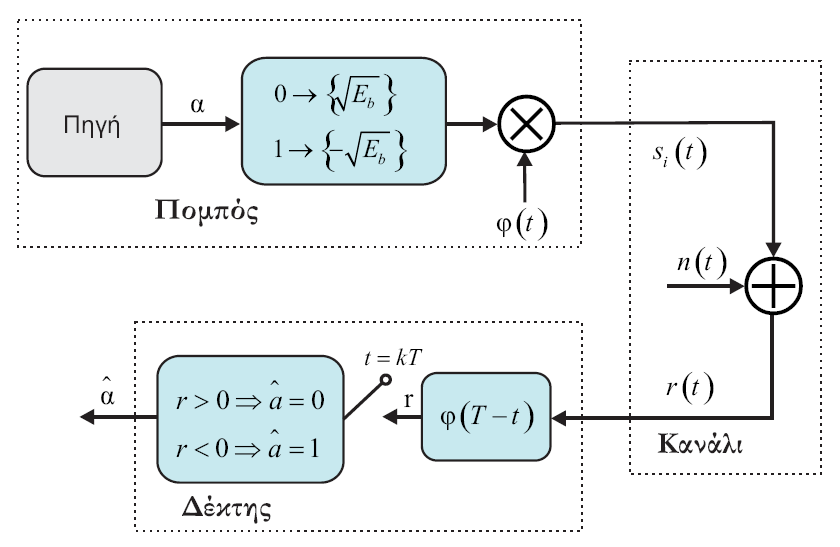 Πηγή
α
0 → {√E_b}
1 → {-√E_b}
φ(t)
Πομπός
s_i(t)
n(t)
r(t)
Κανάλι
φ(T-t)
r
t = kT
r > 0 ⇒ â = 0
r < 0 ⇒ â = 1
α̂
Δέκτης